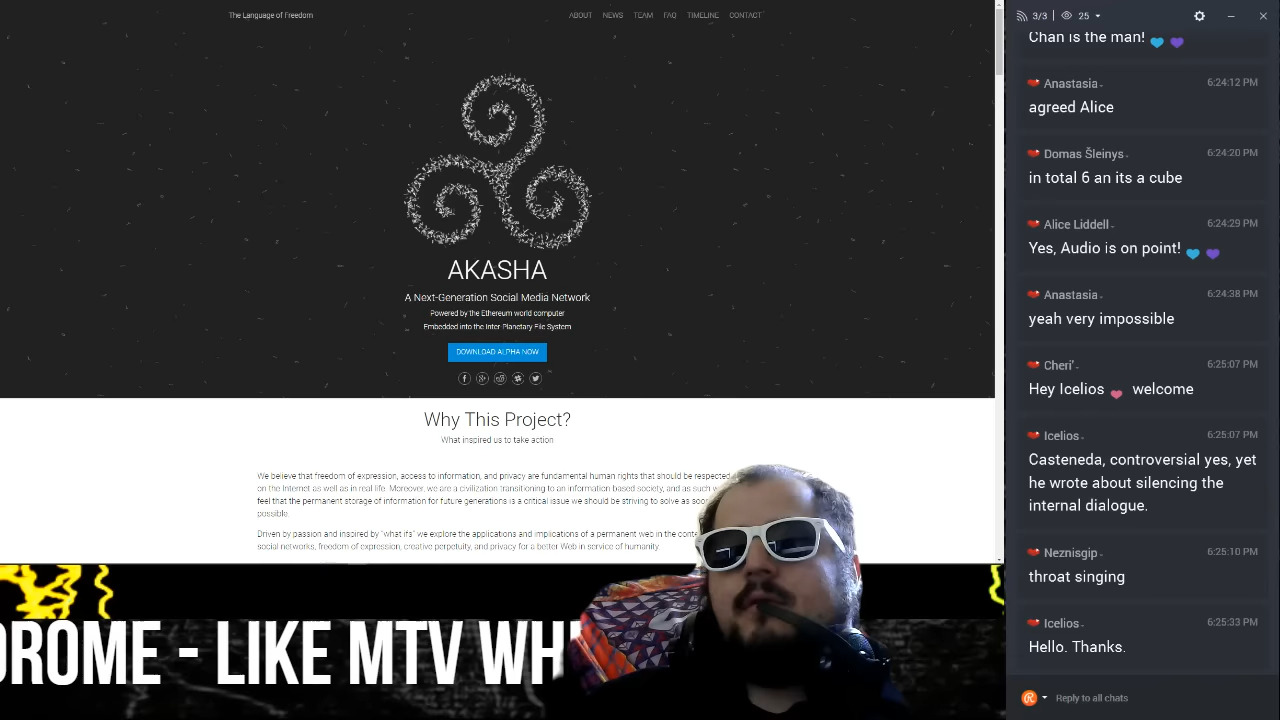 The Language of Freedom
ABOUT NEWS TEAM FAQ TIMELINE CONTACT
AKASHA
A Next-Generation Social Media Network
Powered by the Ethereum world computer
Embedded into the Inter-Planetary File System
DOWNLOAD ALPHA NOW
Why This Project?
What inspired us to take action
We believe that freedom of expression, access to information, and privacy are fundamental human rights that should be respected
on the Internet as well as in real life. Moreover, we are a civilization transitioning to an information based society, and as such we
feel that the permanent storage of information for future generations is a critical issue we should be striving to solve as soon
possible.
Driven by passion and inspired by "what ifs" we explore the applications and implications of a permanent web in the
social networks, freedom of expression, creative perpetuity, and privacy for a better Web in service of humanity.
DROME - LIKE MTV WH
3/3 25
Chan is the man!
Anastasia 6:24:12 PM
agreed Alice
Domas Šleinys 6:24:20 PM
in total 6 an its a cube
Alice Liddell 6:24:29 PM
Yes, Audio is on point!
Anastasia 6:24:38 PM
yeah very impossible
Cheri' 6:25:07 PM
Hey Icelios welcome
Icelios 6:25:07 PM
Casteneda, controversial yes, yet
he wrote about silencing the
internal dialogue.
Neznisgip 6:25:10 PM
throat singing
Icelios 6:25:33 PM
Hello. Thanks.
Reply to all chats